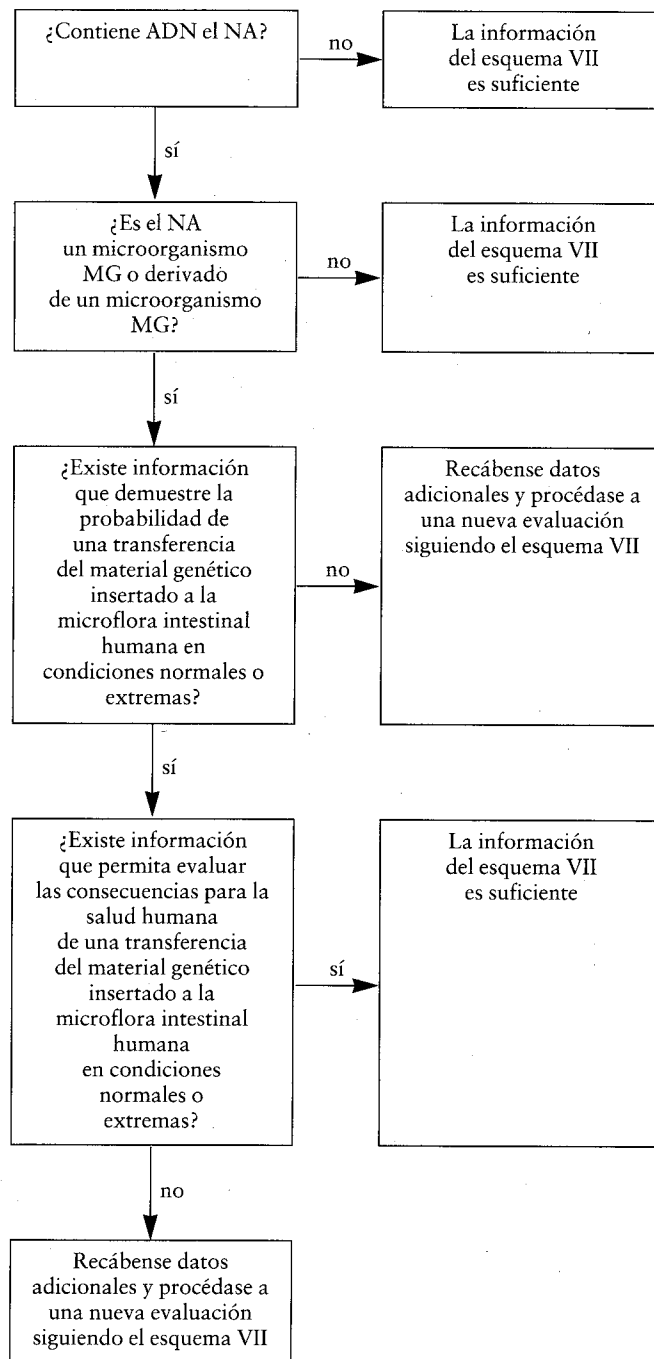 ¿Contiene ADN el NA?
no
La información
del esquema VII
es suficiente
sí
¿Es el NA
un microorganismo
MG o derivado
de un microorganismo
MG?
no
La información
del esquema VII
es suficiente
sí
¿Existe información
que demuestre la
probabilidad de
una transferencia
del material genético
insertado a la
microflora intestinal
humana en
condiciones normales o
extremas?
no
Recábense datos
adicionales y procédase a
una nueva evaluación
siguiendo el esquema VII
sí
¿Existe información
que permita evaluar
las consecuencias para la
salud humana
de una transferencia
del material genético
insertado a la
microflora intestinal
humana
en condiciones
normales o
extremas?
sí
La información
del esquema VII
es suficiente
no
Recábense datos
adicionales y procédase a
una nueva evaluación
siguiendo el esquema VII